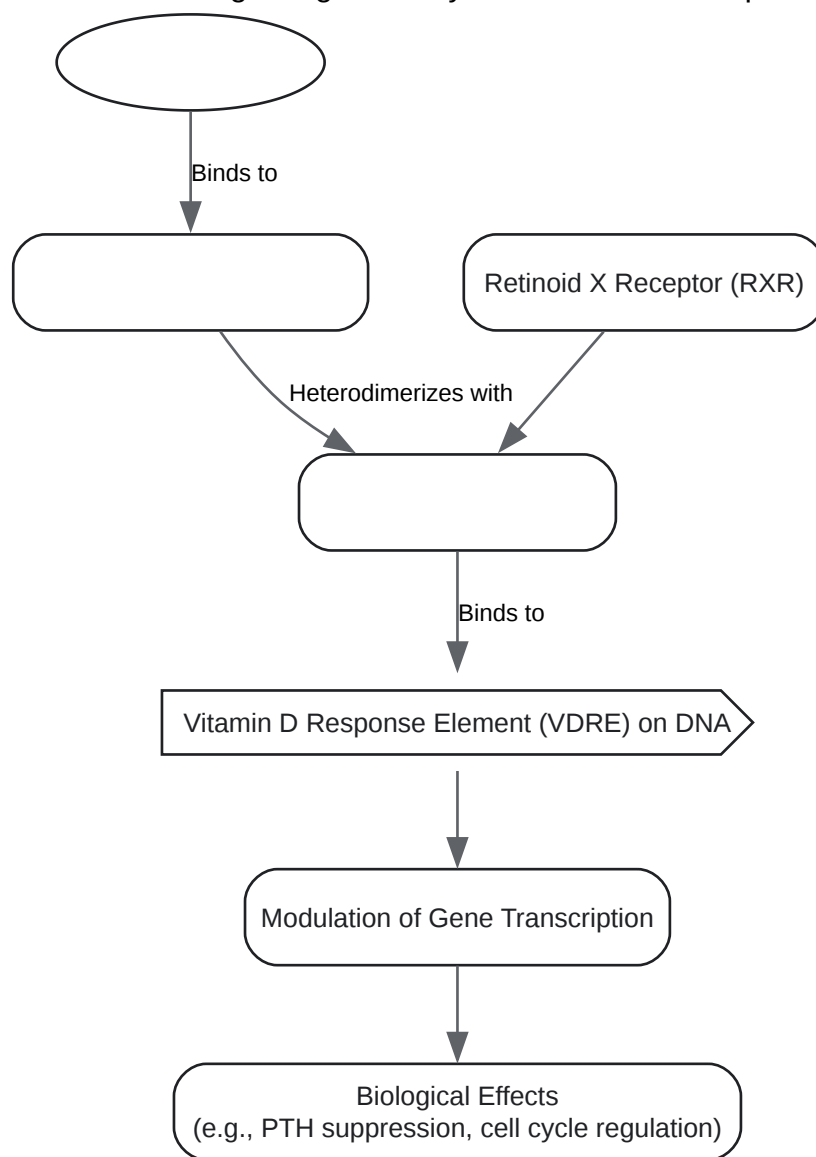 Binds to
Retinoid X Receptor (RXR)
Heterodimerizes with
Binds to
Vitamin D Response Element (VDRE) on DNA
Modulation of Gene Transcription
Biological Effects
(e.g., PTH suppression, cell cycle regulation)